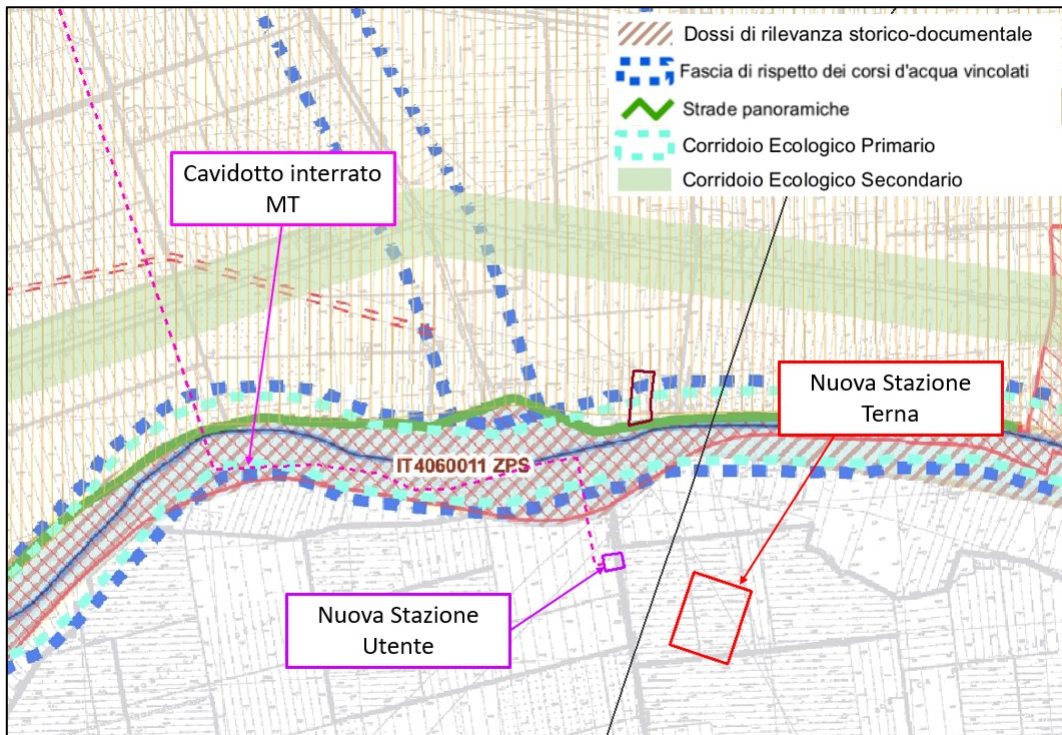 Dossi di rilevanza storico-documentale
Fascia di rispetto dei corsi d'acqua vincolati
Strade panoramiche
Corridoio Ecologico Primario
Corridoio Ecologico Secondario
Cavidotto interrato
MT
Nuova Stazione
Terna
IT4060011 ZPS
Nuova Stazione
Utente